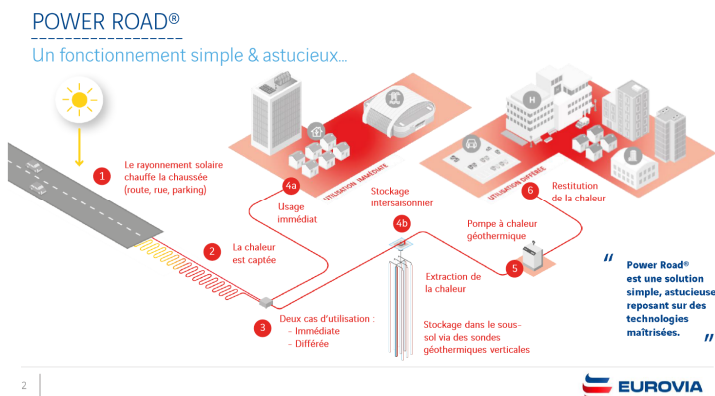 POWER ROAD®
Un fonctionnement simple & astucieux...
1
Le rayonnement solaire
chauffe la chaussée
(route, rue, parking)
2
La chaleur
est captée
3
Deux cas d'utilisation :
- Immédiate
- Différée
4a
Usage
immédiat
UTILISATION IMMÉDIATE
Stockage
intersaisonnier
4b
Extraction de
la chaleur
Stockage dans le sous-
sol via des sondes
géothermiques verticales
Pompe à chaleur
géothermique
5
6
Restitution
de la chaleur
UTILISATION DIFFÉRÉE
H
“
Power Road®
est une solution
simple, astucieuse
reposant sur des
technologies
maîtrisées.
”
2
EUROVIA